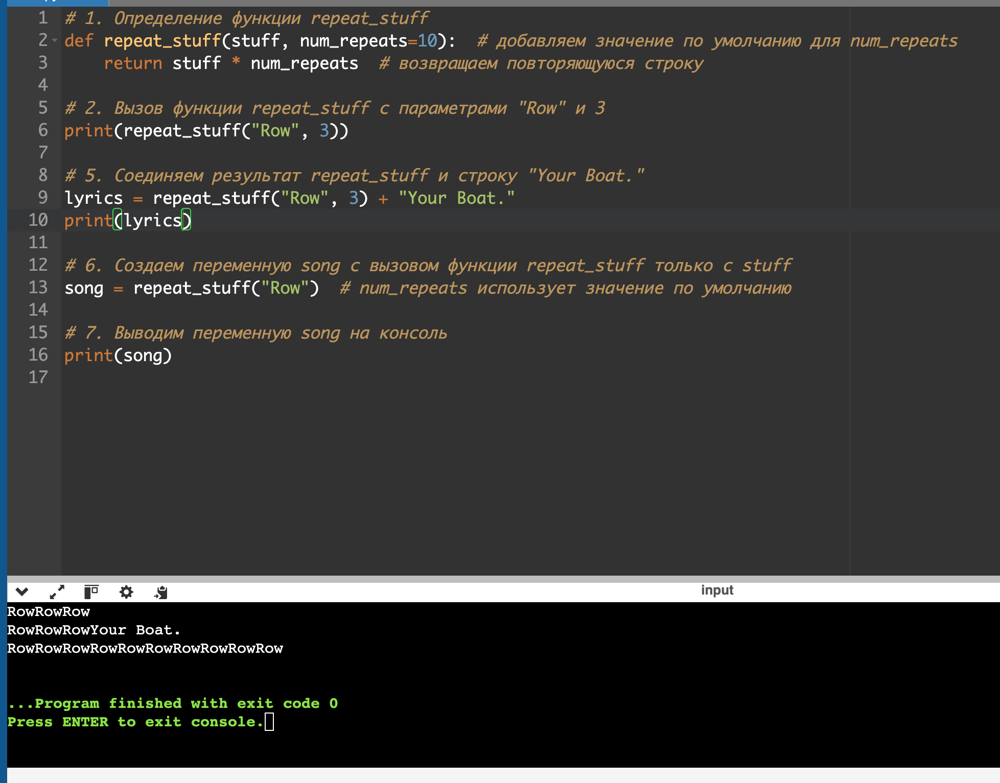 1 # 1. Определение функции repeat_stuff
2 def repeat_stuff(stuff, num_repeats=10):  # добавляем значение по умолчанию для num_repeats
3     return stuff * num_repeats  # возвращаем повторяющуюся строку
4
5 # 2. Вызов функции repeat_stuff с параметрами "Row" и 3
6 print(repeat_stuff("Row", 3))
7
8 # 5. Соединяем результат repeat_stuff и строку "Your Boat."
9 lyrics = repeat_stuff("Row", 3) + "Your Boat."
10 print(lyrics)
11
12 # 6. Создаем переменную song с вызовом функции repeat_stuff только с stuff
13 song = repeat_stuff("Row")  # num_repeats использует значение по умолчанию
14
15 # 7. Выводим переменную song на консоль
16 print(song)
17
input
RowRowRow
RowRowRowYour Boat.
RowRowRowRowRowRowRowRowRowRow
...Program finished with exit code 0
Press ENTER to exit console.